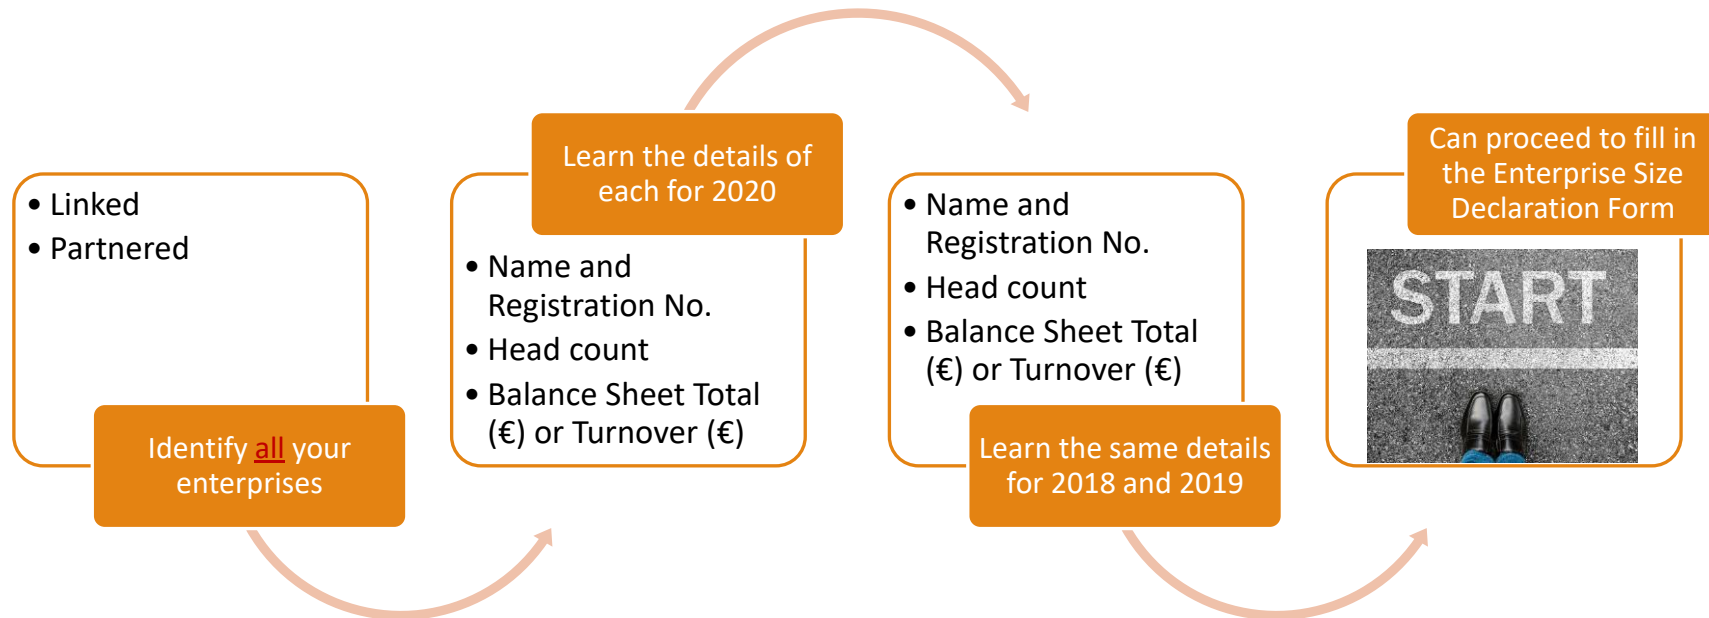 • Linked
• Partnered
Identify all your
enterprises
Learn the details of
each for 2020
• Name and
Registration No.
• Head count
• Balance Sheet Total
(€) or Turnover (€)
• Name and
Registration No.
• Head count
• Balance Sheet Total
(€) or Turnover (€)
Learn the same details
for 2018 and 2019
Can proceed to fill in
the Enterprise Size
Declaration Form
START